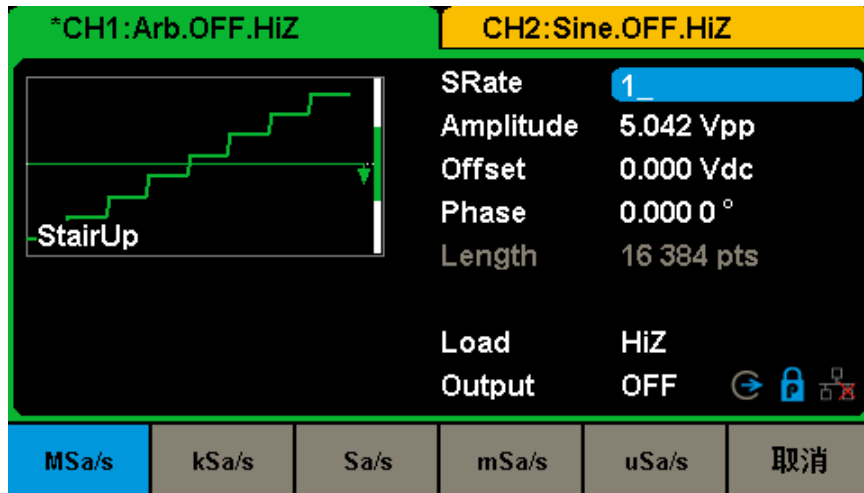 *CH1:Arb.OFF.HiZ CH2:Sine.OFF.HiZ
SRate 1_
Amplitude 5.042 Vpp
Offset 0.000 Vdc
Phase 0.000 0 °
StairUp
Length 16 384 pts
Load HiZ
Output OFF
P
MSa/s kSa/s Sa/s mSa/s uSa/s 取消